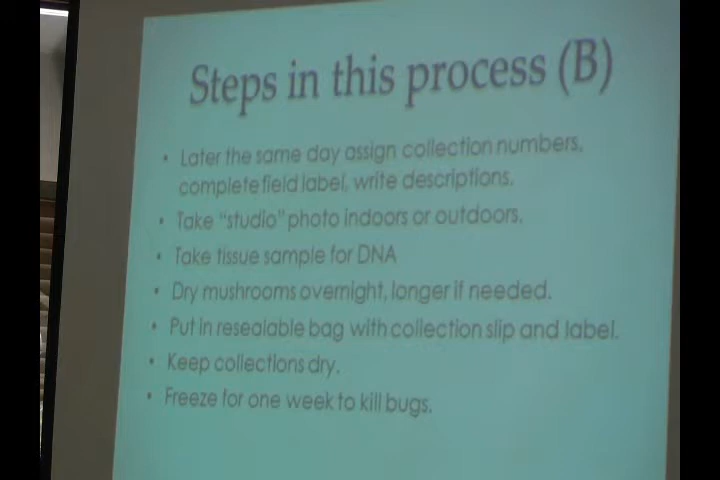 Steps in this process (B)
• Later the same day assign collection numbers,
complete field label, write descriptions.
• Take "studio" photo indoors or outdoors.
• Take tissue sample for DNA
• Dry mushrooms overnight, longer if needed.
• Put in resealable bag with collection slip and label.
• Keep collections dry.
• Freeze for one week to kill bugs.